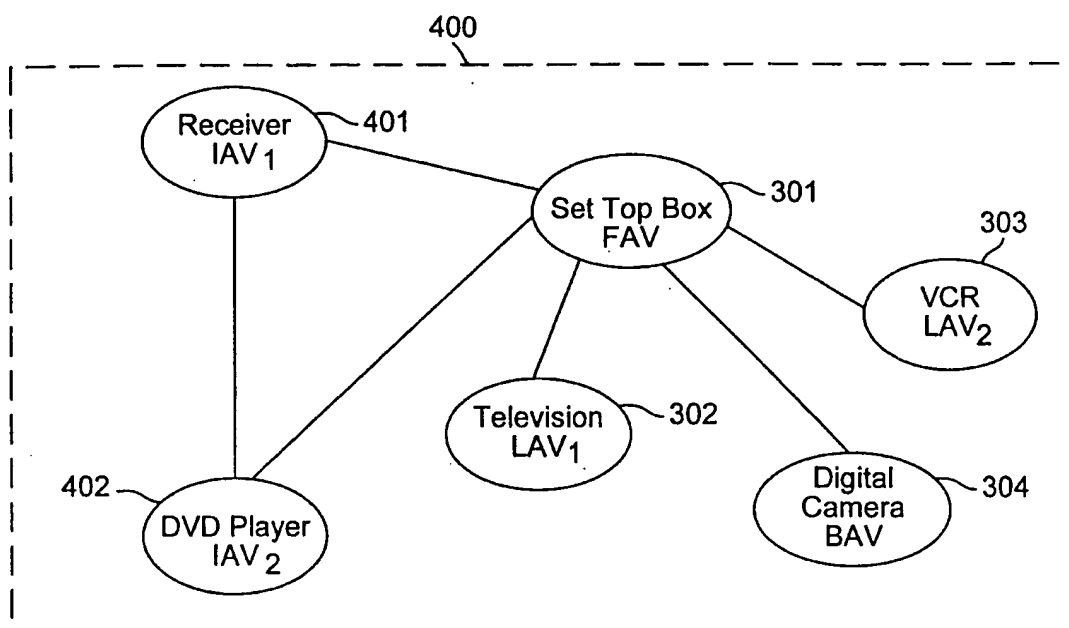 400
Receiver
IAV1
401
Set Top Box
FAV
301
303
VCR
LAV2
Television
LAV1
302
402
DVD Player
IAV2
Digital
Camera
BAV
304